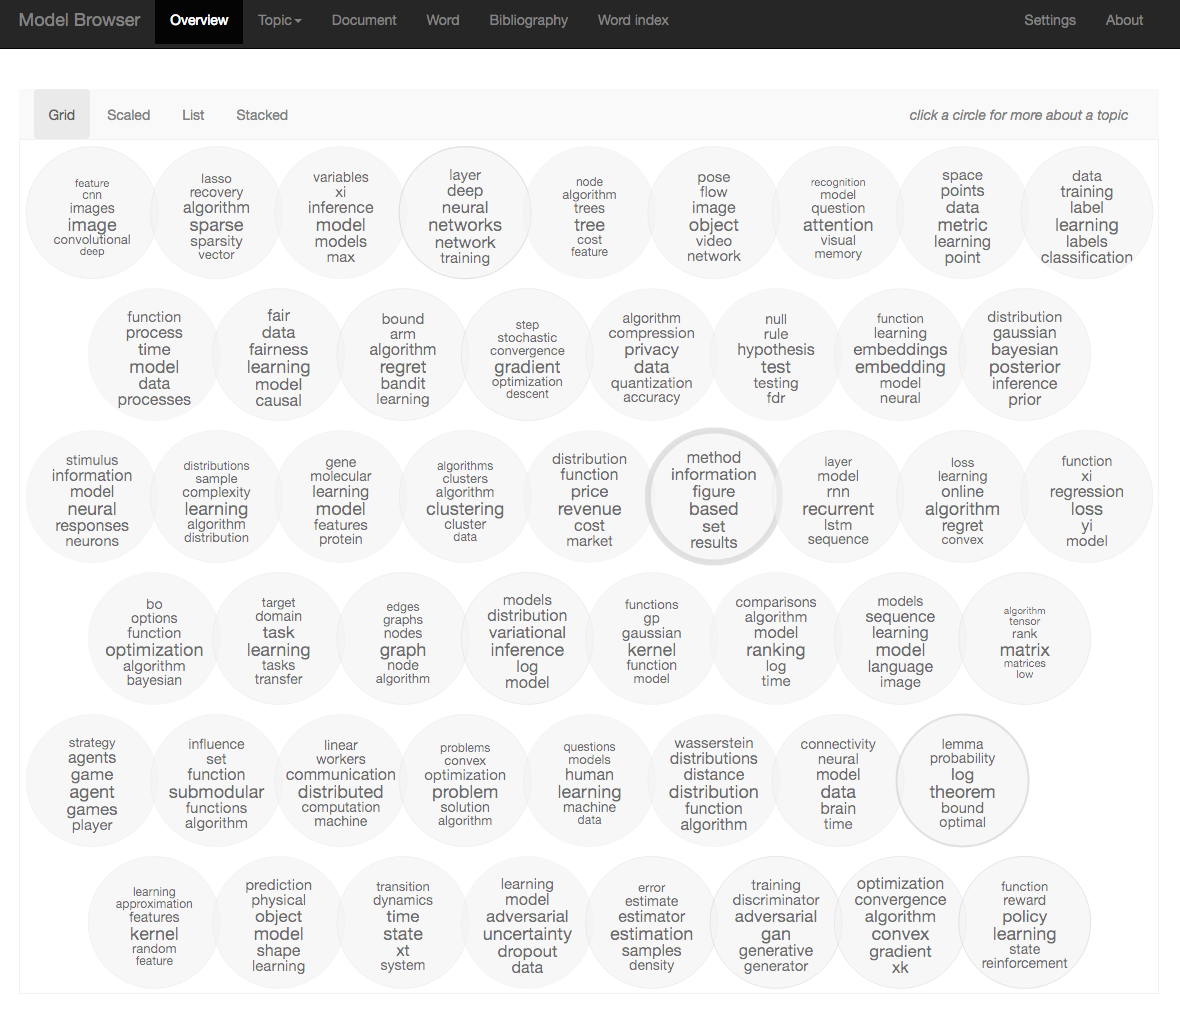 Model Browser Overview Topic Document Word Bibliography Word index Settings About
Grid Scaled List Stacked click a circle for more about a topic
feature
cnn
images
image
convolutional
deep
lasso
recovery
algorithm
sparse
sparsity
vector
variables
xi
inference
model
models
max
layer
deep
neural
networks
network
training
node
algorithm
trees
tree
cost
feature
pose
flow
image
object
video
network
recognition
model
question
attention
visual
memory
space
points
data
metric
learning
point
data
training
label
learning
labels
classification
function
process
time
model
data
processes
fair
data
fairness
learning
model
causal
bound
arm
algorithm
regret
bandit
learning
step
stochastic
convergence
gradient
optimization
descent
algorithm
compression
privacy
data
quantization
accuracy
null
rule
hypothesis
test
testing
fdr
function
learning
embeddings
embedding
model
neural
distribution
gaussian
bayesian
posterior
inference
prior
stimulus
information
model
neural
responses
neurons
distributions
sample
complexity
learning
algorithm
distribution
gene
molecular
learning
model
features
protein
algorithms
clusters
algorithm
clustering
cluster
data
distribution
function
price
revenue
cost
market
method
information
figure
based
set
results
layer
model
rnn
recurrent
lstm
sequence
loss
learning
online
algorithm
regret
convex
function
xi
regression
loss
yi
model
bo
options
function
optimization
algorithm
bayesian
target
domain
task
learning
tasks
transfer
edges
graphs
nodes
graph
node
algorithm
models
distribution
variational
inference
log
model
functions
gp
gaussian
kernel
function
model
comparisons
algorithm
model
ranking
log
time
models
sequence
learning
model
language
image
algorithm
tensor
rank
matrix
matrices
low
strategy
agents
game
agent
games
player
influence
set
function
submodular
functions
algorithm
linear
workers
communication
distributed
computation
machine
problems
convex
optimization
problem
solution
algorithm
questions
models
human
learning
machine
data
wasserstein
distributions
distance
distribution
function
algorithm
connectivity
neural
model
data
brain
time
lemma
probability
log
theorem
bound
optimal
learning
approximation
features
kernel
random
feature
prediction
physical
object
model
shape
learning
transition
dynamics
time
state
xt
system
learning
model
adversarial
uncertainty
dropout
data
error
estimate
estimator
estimation
samples
density
training
discriminator
adversarial
gan
generative
generator
optimization
convergence
algorithm
convex
gradient
xk
function
reward
policy
learning
state
reinforcement